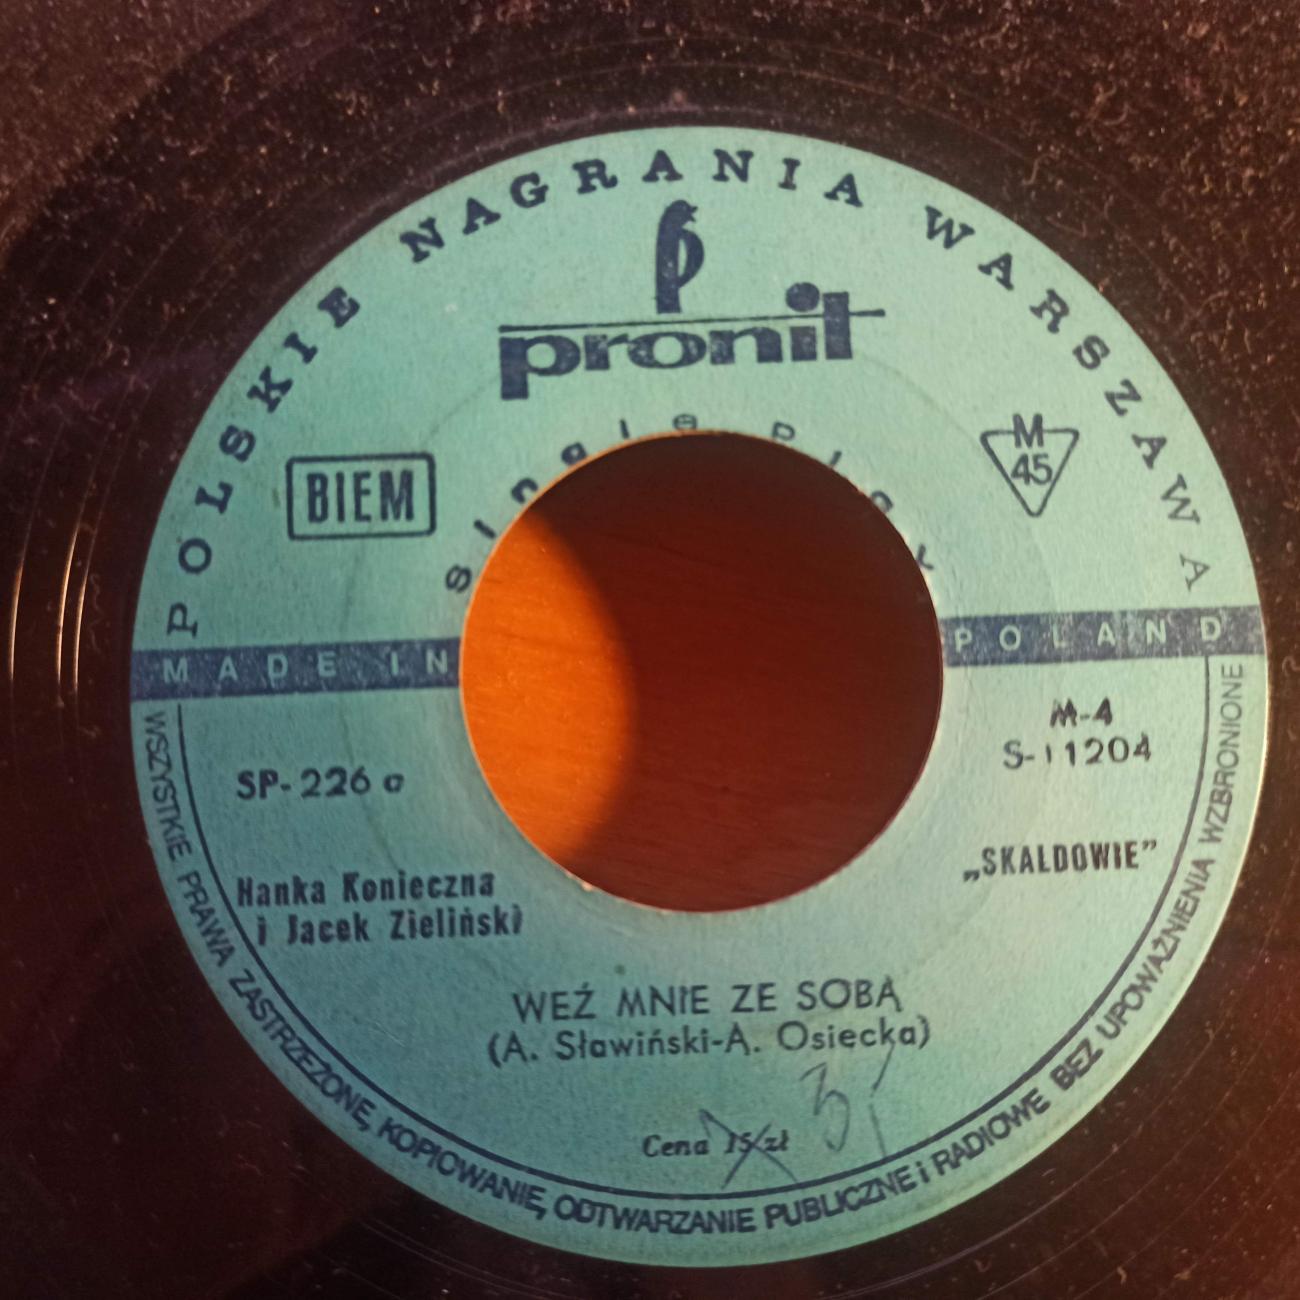 POLSKIE NAGRANIA WARSZAWA
pronit
BIEM
M
45
MADE IN
POLAND
SP-226 a
M-4
S-11204
„SKALDOWIE”
Hanka Konieczna
i Jacek Zieliński
WEŹ MNIE ZE SOBĄ
(A. Sławiński-A. Osiecka)
Cena 15 zł
WSZYSTKIE PRAWA ZASTRZEŻONE, KOPIOWANIE, ODTWARZANIE PUBLICZNE i RADIOWE BEZ UPOWAŻNIENIA WZBRONIONE